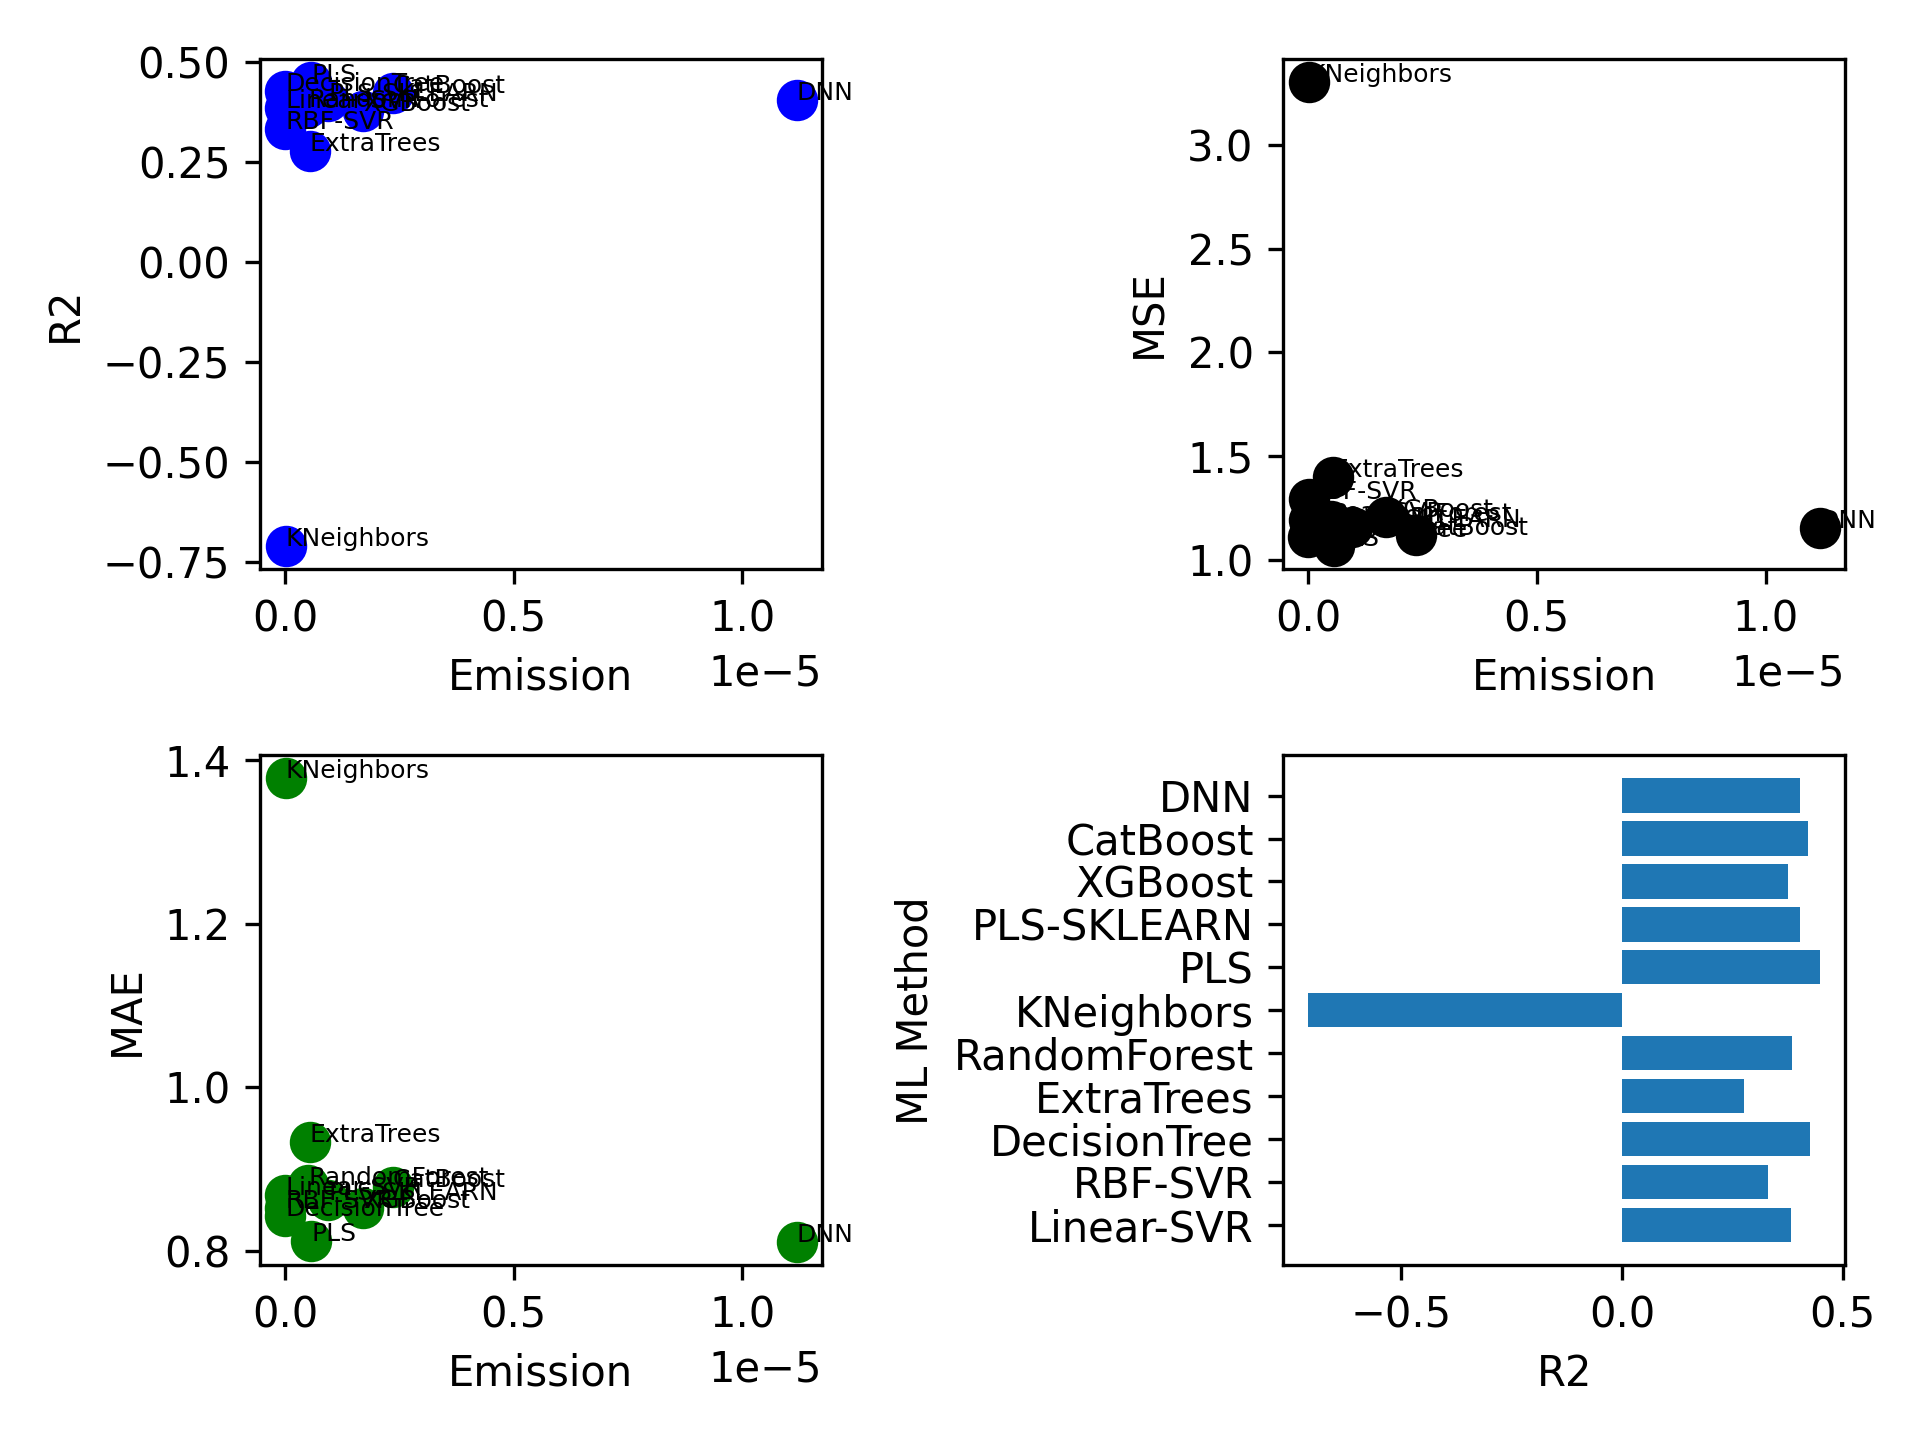 0.50
0.25
0.00
−0.25
−0.50
−0.75
R2
PLS
DecisionTree
CatBoost
XGBoost
RBF-SVR
ExtraTrees
KNeighbors
DNN
0.0 0.5 1.0
Emission
1e−5
3.0
2.5
2.0
1.5
1.0
MSE
KNeighbors
ExtraTrees
XGBoost
DNN
0.0 0.5 1.0
Emission
1e−5
1.4
1.2
1.0
0.8
MAE
KNeighbors
ExtraTrees
RandomForest
CatBoost
DecisionTree
PLS
DNN
0.0 0.5 1.0
Emission
1e−5
ML Method
DNN
CatBoost
XGBoost
PLS-SKLEARN
PLS
KNeighbors
RandomForest
ExtraTrees
DecisionTree
RBF-SVR
Linear-SVR
−0.5 0.0 0.5
R2